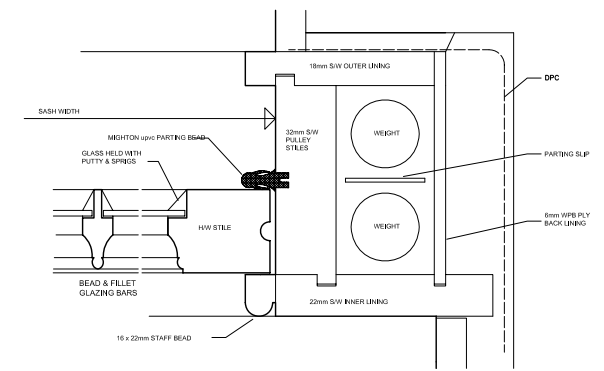 18mm S/W OUTER LINING
DPC
SASH WIDTH
32mm S/W
PULLEY
STILES
WEIGHT
MIGHTON upvc PARTING BEAD
GLASS HELD WITH
PUTTY & SPRIGS
PARTING SLIP
H/W STILE
WEIGHT
6mm WPB PLY
BACK LINING
BEAD & FILLET
GLAZING BARS
22mm S/W INNER LINING
16 x 22mm STAFF BEAD